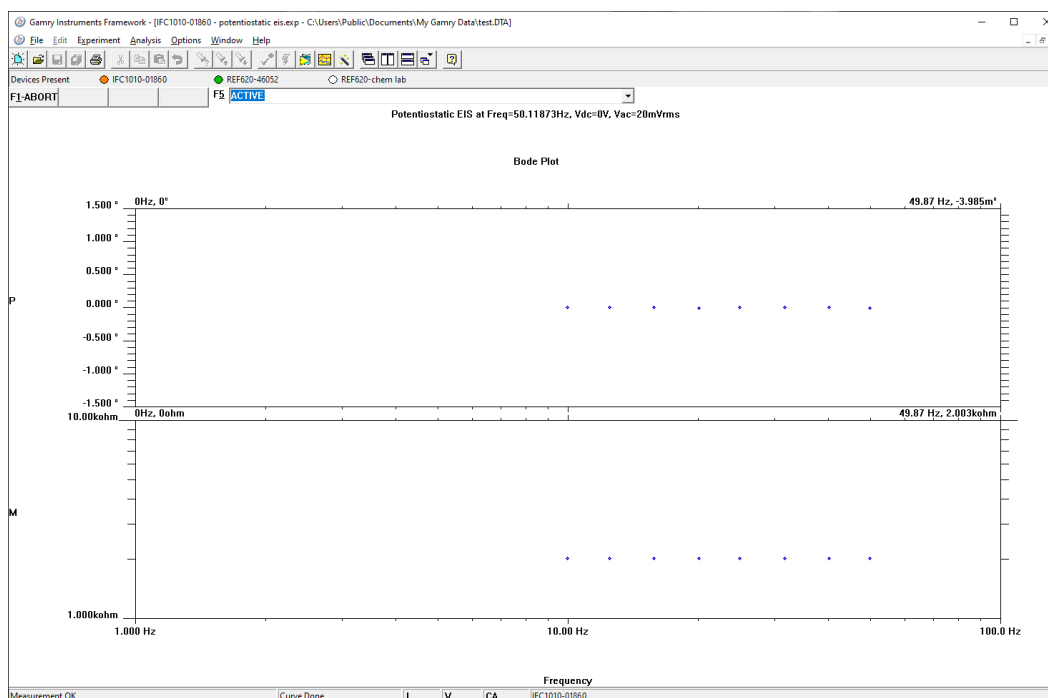 Gamry Instruments Framework - [IFC1010-01860 - potentiostatic eis.exp - C:\Users\Public\Documents\My Gamry Data\test.DTA]
File Edit Experiment Analysis Options Window Help
Devices Present IFC1010-01860 REF620-46052 REF620-chem lab
F1-ABORT F5 ACTIVE
Potentiostatic EIS at Freq=50.11873Hz, Vdc=0V, Vac=20mVrms
Bode Plot
1.500 ° 0Hz, 0° 49.87 Hz, -3.985m°
1.000 °
0.500 °
P 0.000 °
-0.500 °
-1.000 °
-1.500 °
10.00kohm 0Hz, 0ohm 49.87 Hz, 2.003kohm
M
1.000kohm
1.000 Hz 10.00 Hz 100.0 Hz
Frequency
Measurement OK Curve Done I V CA IFC1010-01860